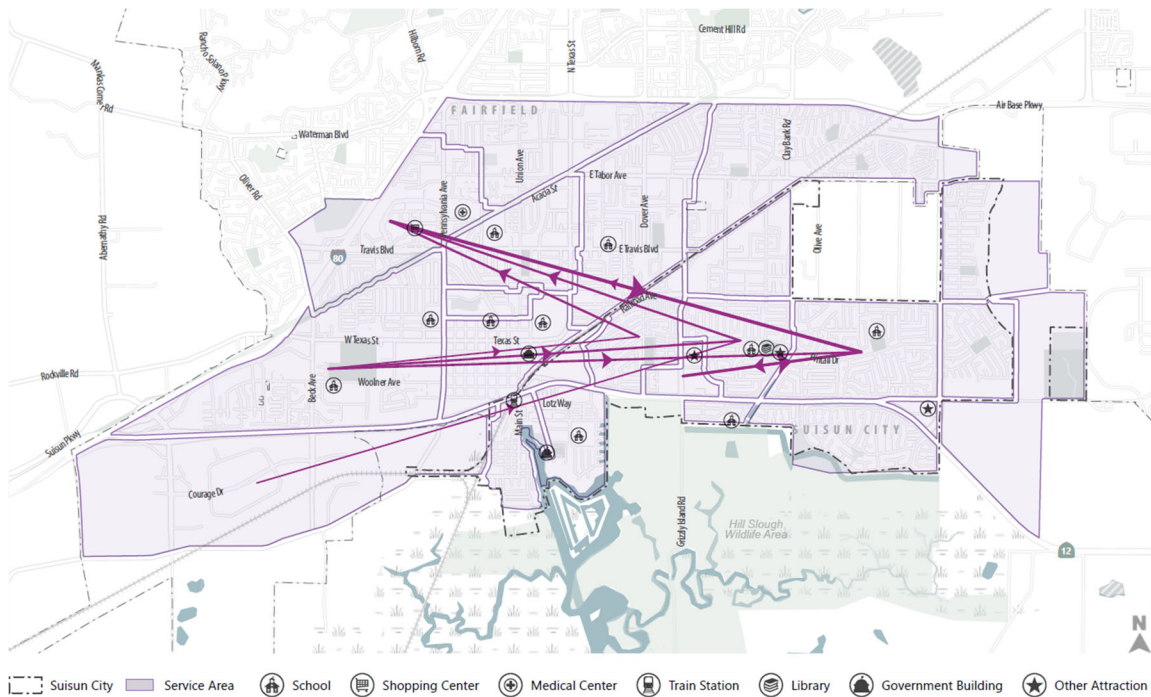 Cement Hill Rd
Hilborn Rd
N Texas St
Rancho Solano Pkwy
Mankas Corner Rd
Air Base Pkwy
FAIRFIELD
Waterman Blvd
Clay Bank Rd
Union Ave
E Tabor Ave
Oliver Rd
Acacia St
Pennsylvania Ave
Dover Ave
Abernathy Rd
Olive Ave
Travis Blvd
E Travis Blvd
80
Railroad Ave
W Texas St
Texas St
Rockville Rd
Beck Ave
Woolner Ave
Lotz Way
Main St
SUISUN CITY
Suisun Pkwy
Courage Dr
Grizzly Island Rd
Hill Slough
Wildlife Area
12
N
Suisun City Service Area School Shopping Center Medical Center Train Station Library Government Building Other Attraction